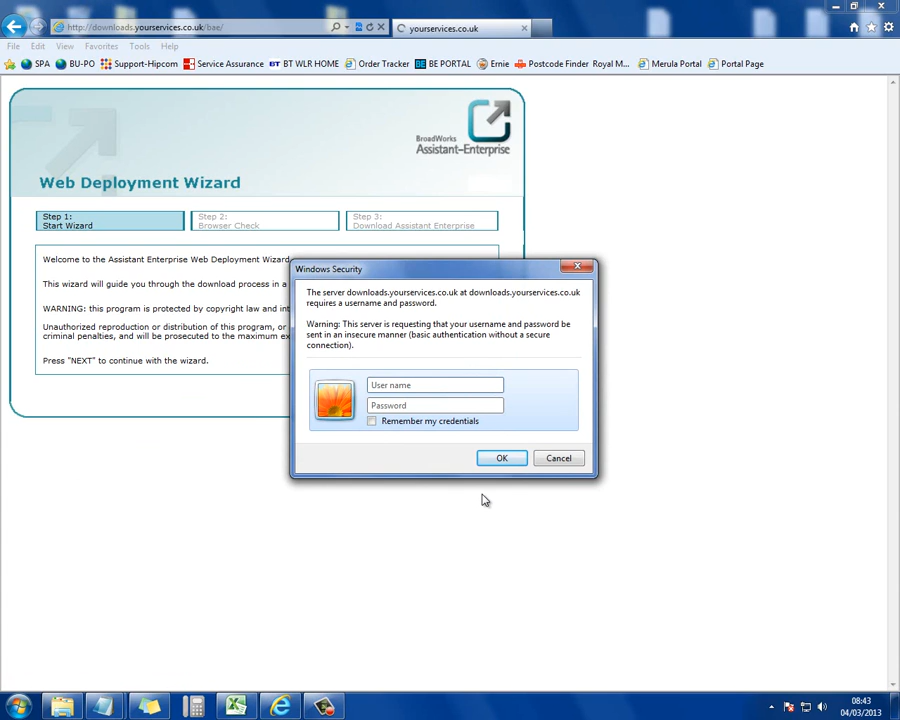 http://downloads.yourservices.co.uk/bae/
yourservices.co.uk
File Edit View Favorites Tools Help
SPA BU-PO Support-Hipcom Service Assurance BT BT WLR HOME Order Tracker BE BE PORTAL Ernie Postcode Finder Royal M... Merula Portal Portal Page
BroadWorks
Assistant–Enterprise
Web Deployment Wizard
Step 1:
Start Wizard
Step 2:
Browser Check
Step 3:
Download Assistant Enterprise
Welcome to the Assistant Enterprise Web Deployment Wizard
This wizard will guide you through the download process in a
WARNING: this program is protected by copyright law and int
Unauthorized reproduction or distribution of this program, or
criminal penalties, and will be prosecuted to the maximum ex
Press "NEXT" to continue with the wizard.
Windows Security
The server downloads.yourservices.co.uk at downloads.yourservices.co.uk
requires a username and password.
Warning: This server is requesting that your username and password be
sent in an insecure manner (basic authentication without a secure
connection).
User name
Password
Remember my credentials
OK Cancel
08:43
04/03/2013